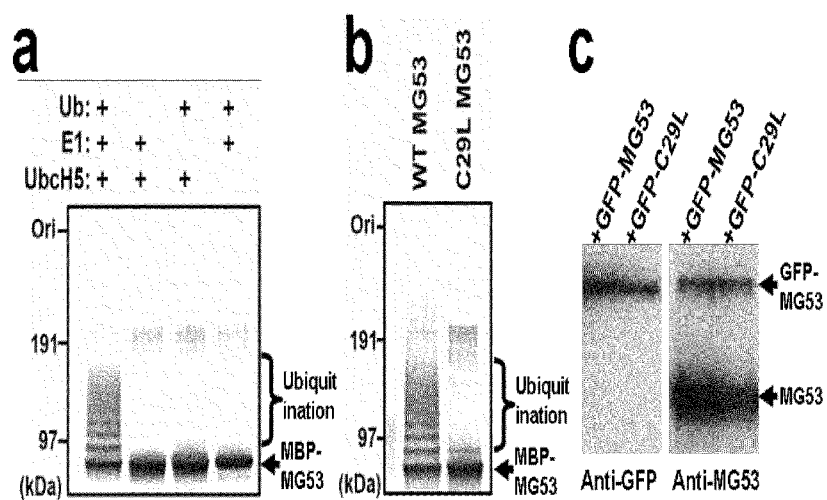 a
Ub: + + +
E1: + + +
UbcH5: + + +
Ori
191
97
(kDa)
Ubiquit
ination
MBP-
MG53
b
WT MG53
C29L MG53
Ori
191
97
(kDa)
Ubiquit
ination
MBP-
MG53
c
+GFP-MG53
+GFP-C29L
+GFP-MG53
+GFP-C29L
GFP-
MG53
MG53
Anti-GFP
Anti-MG53